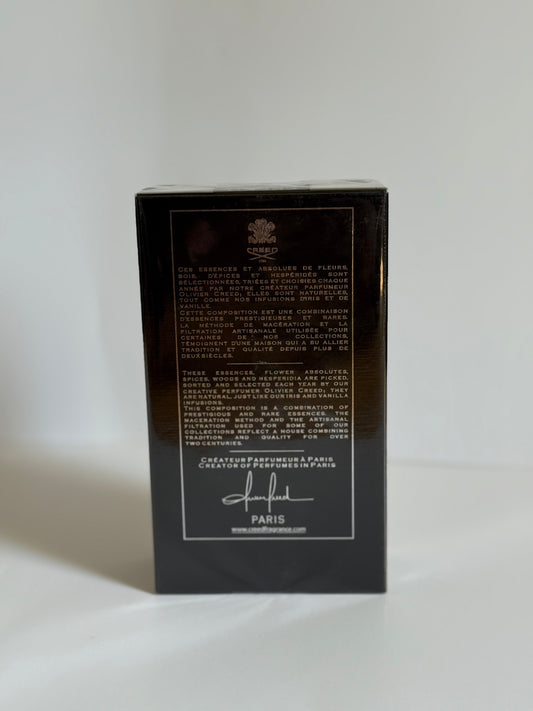 CREED
CES ESSENCES ET ABSOLUES DE FLEURS,
BOIS, D'ÉPICES ET HESPÉRIDÉS SONT
SÉLECTIONNÉES, TRIÉES ET CHOISIES CHAQUE
ANNÉE PAR NOTRE CRÉATEUR PARFUMEUR
OLIVIER CREED; ELLES SONT NATURELLES,
TOUT COMME NOS INFUSIONS D'IRIS ET DE
VANILLE.
CETTE COMPOSITION EST UNE COMBINAISON
D'ESSENCES PRESTIGIEUSES ET RARES.
LA MÉTHODE DE MACÉRATION ET LA
FILTRATION ARTISANALE UTILISÉE POUR
CERTAINES DE NOS COLLECTIONS,
TÉMOIGNENT D'UNE MAISON QUI A SU ALLIER
TRADITION ET QUALITÉ DEPUIS PLUS DE
DEUX SIÈCLES.
THESE ESSENCES, FLOWER ABSOLUTES,
SPICES, WOODS AND HESPERIDIA ARE PICKED,
SORTED AND SELECTED EACH YEAR BY OUR
CREATIVE PERFUMER OLIVIER CREED; THEY
ARE NATURAL, JUST LIKE OUR IRIS AND VANILLA
INFUSIONS.
THIS COMPOSITION IS A COMBINATION OF
PRESTIGIOUS AND RARE ESSENCES. THE
MACERATION METHOD AND THE ARTISANAL
FILTRATION USED FOR SOME OF OUR
COLLECTIONS REFLECT A HOUSE COMBINING
TRADITION AND QUALITY FOR OVER
TWO CENTURIES.
CRÉATEUR PARFUMEUR À PARIS
CREATOR OF PERFUMES IN PARIS
PARIS
www.creedfragrance.com